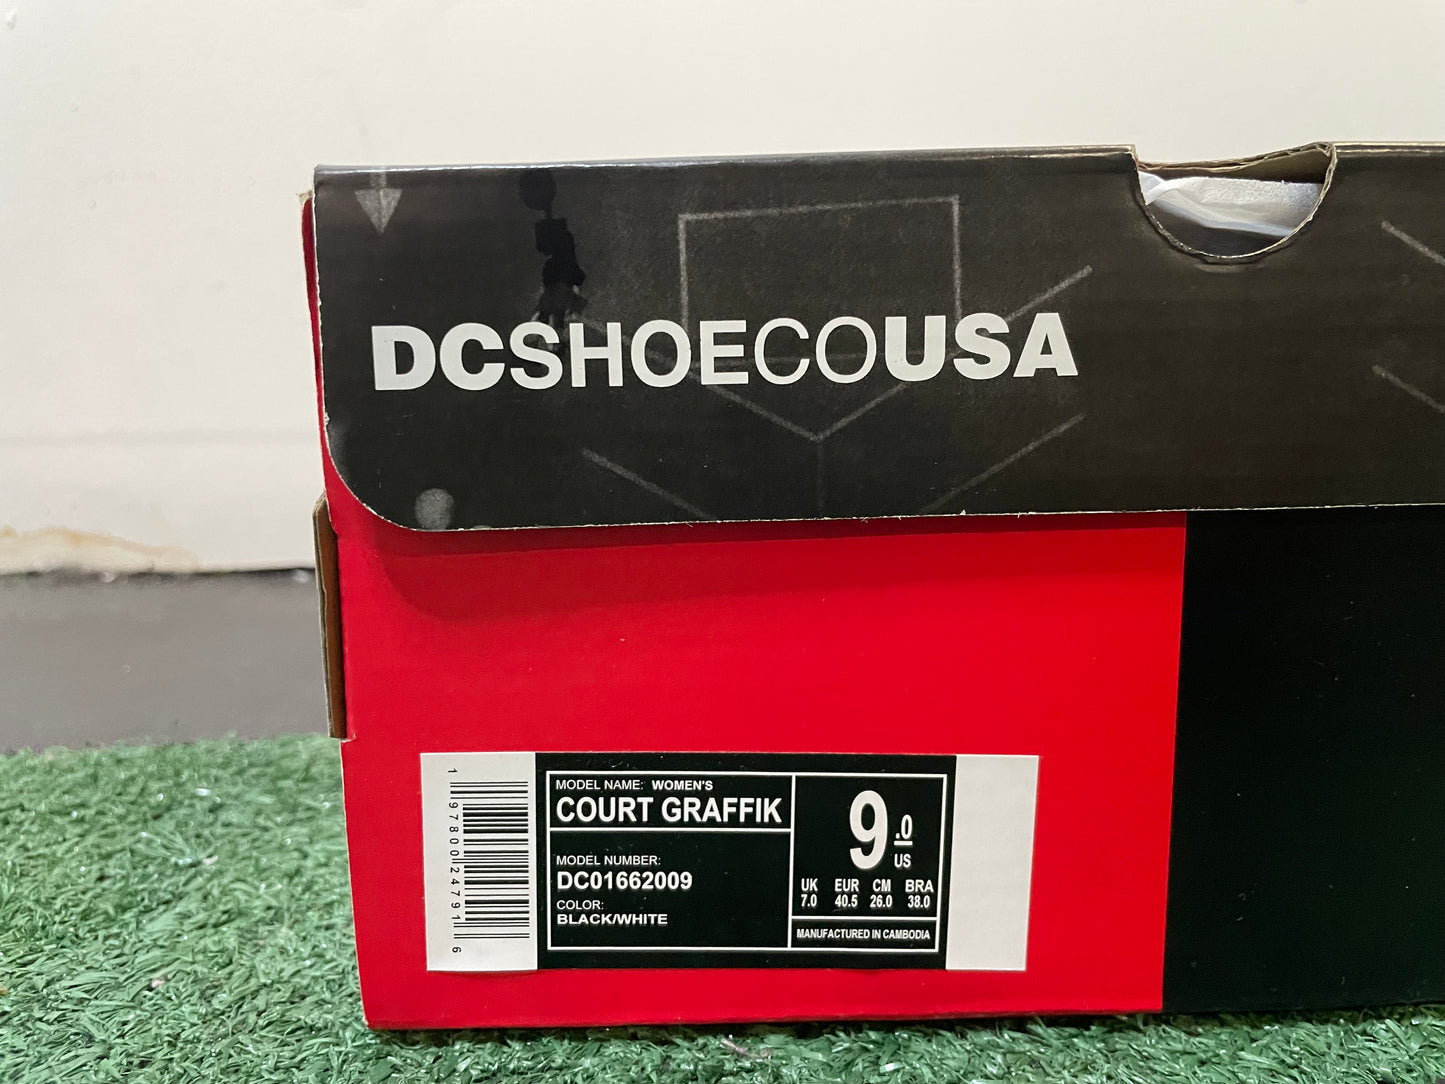 DCSHOECOUSA
1 97800 24791 6
MODEL NAME: WOMEN'S
COURT GRAFFIK
MODEL NUMBER:
DC01662009
COLOR:
BLACK/WHITE
9.0
US
UK EUR CM BRA
7.0 40.5 26.0 38.0
MANUFACTURED IN CAMBODIA